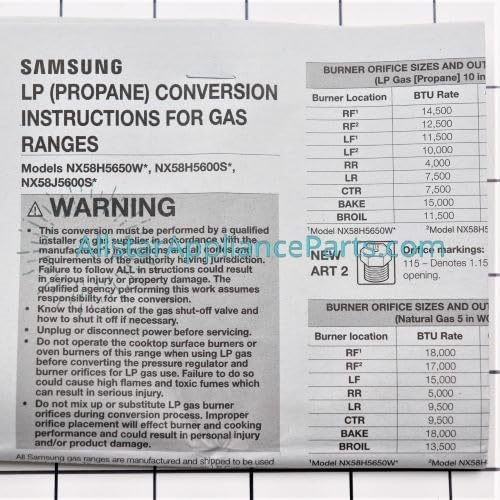 SAMSUNG
LP (PROPANE) CONVERSION
INSTRUCTIONS FOR GAS
RANGES
Models NX58H5650W*, NX58H5600S*,
NX58J5600S*
WARNING
• This conversion must be performed by a qualified
installer or gas supplier in accordance with the
manufacturer's instructions and all codes and
requirements of the authority having jurisdiction.
Failure to follow ALL in structions could result
in serious injury or property damage. The
qualified agency performing this work assumes
responsibility for the conversion.
• Know the location of the gas shut-off valve and
how to shut it off if necessary.
• Unplug or disconnect power before servicing.
• Do not operate the cooktop surface burners or
oven burners of this range when using LP gas
before converting the pressure regulator and
burner orifices for LP gas use. Failure to do so
could cause high flames and toxic fumes which
can result in serious injury.
• Do not mix up or substitute LP gas burner
orifices during conversion process. Improper
orifice placement will effect burner and cooking
performance and could result in personal injury
and/or product damage.
All Samsung gas ranges are manufactured and shipped to be used
BURNER ORIFICE SIZES AND OUT
(LP Gas [Propane] 10 in
Burner Location BTU Rate
RF¹ 14,500
RF² 12,500
LF¹ 11,500
LF² 10,000
RR 4,000
LR 7,500
CTR 7,500
BAKE 15,000
BROIL 11,500
¹Model NX58H5650W* ²Model NX58H5
NEW
ART 2
Orifice markings:
115 – Denotes 1.15
opening.
BURNER ORIFICE SIZES AND OUT
(Natural Gas 5 in WC
Burner location BTU Rate
RF¹ 18,000
RF² 17,000
LF 15,000
RR 5,000
LR 9,500
CTR 9,500
BAKE 18,000
BROIL 13,500
¹Model NX58H5650W* ²Mode
AllstarApplianceParts.com